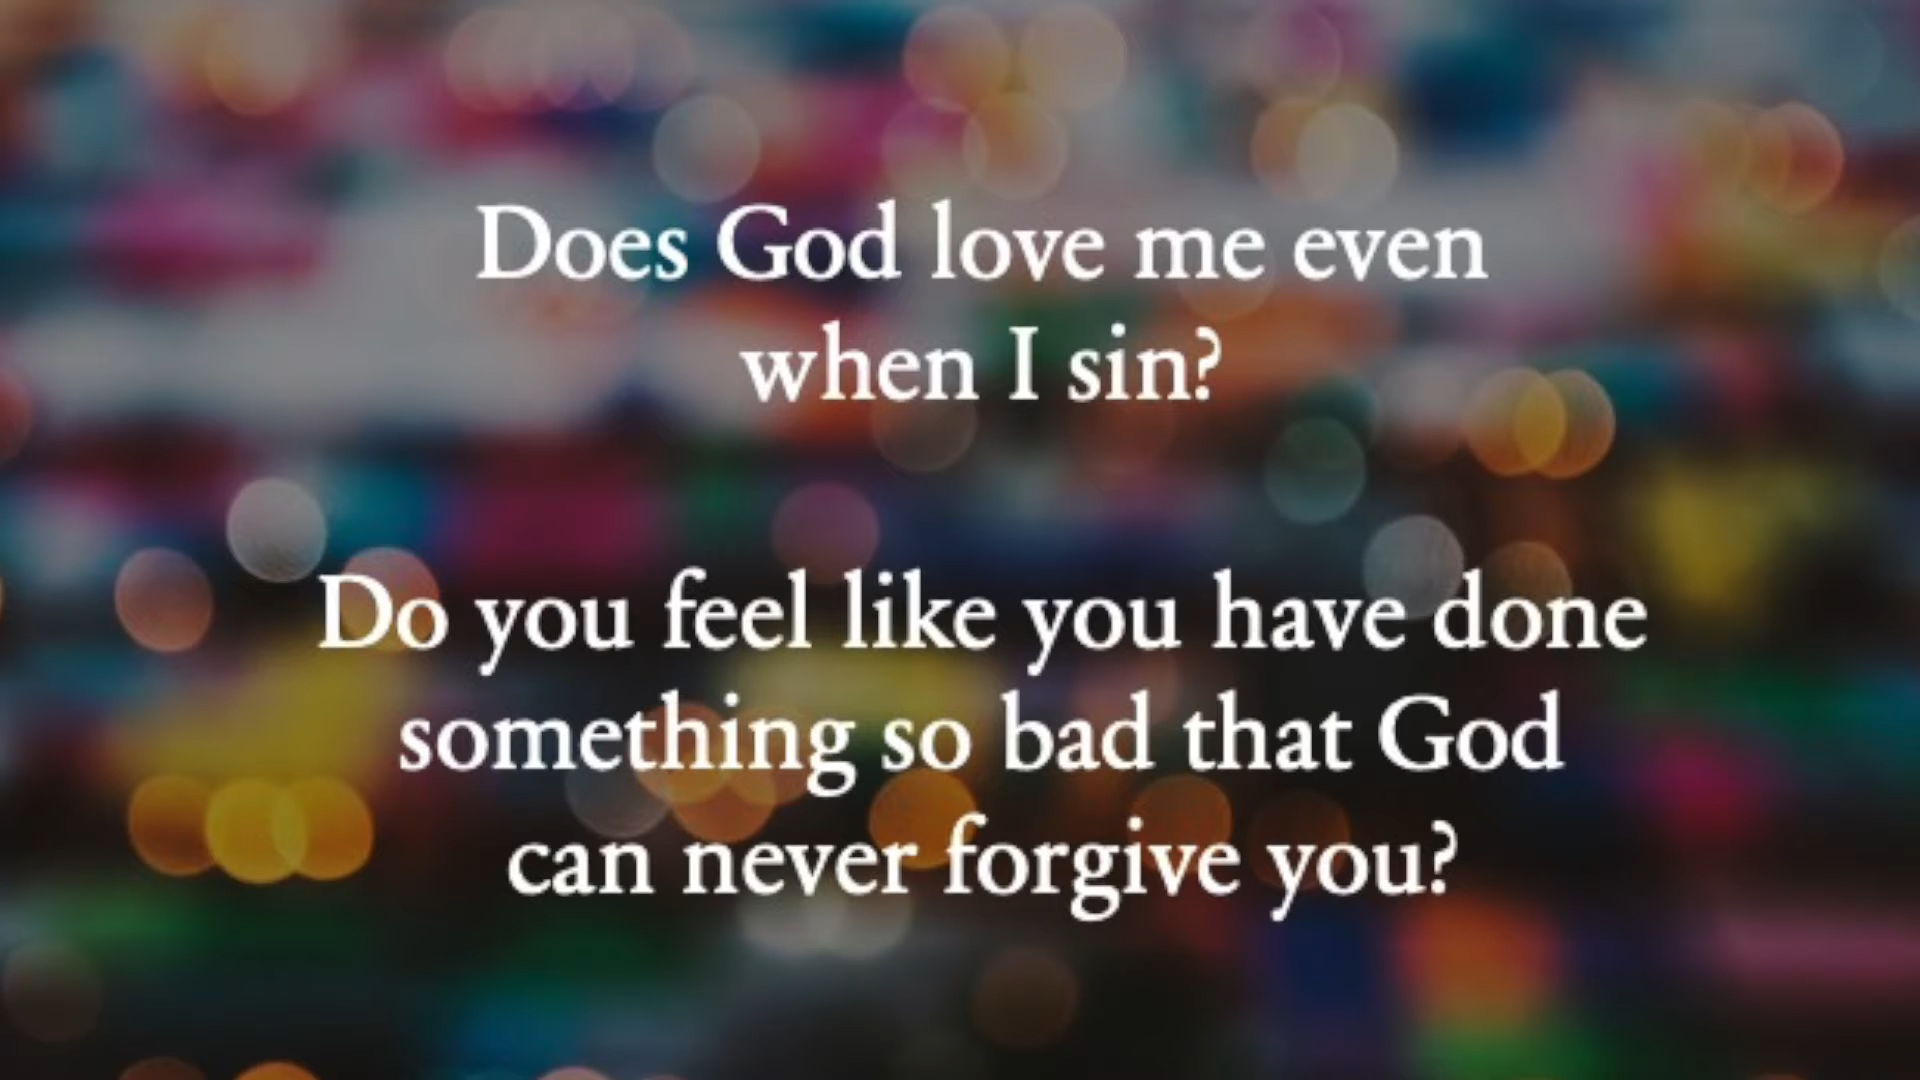 Does God love me even
when I sin?
Do you feel like you have done
something so bad that God
can never forgive you?